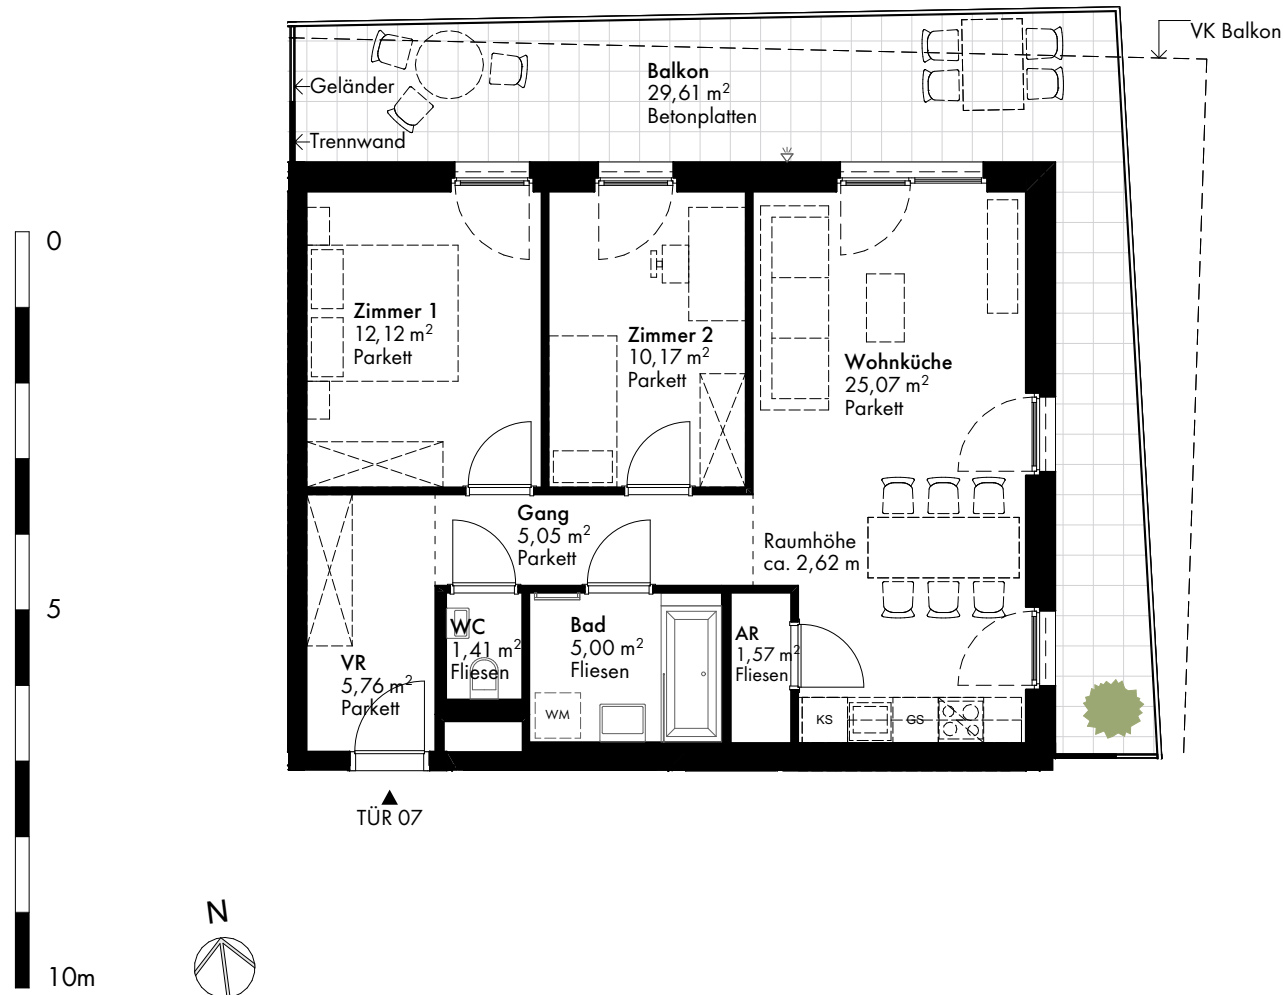 VK Balkon
Balkon
29,61 m²
Betonplatten
Geländer
Trennwand
0
5
10m
Zimmer 1
12,12 m²
Parkett
Zimmer 2
10,17 m²
Parkett
Wohnküche
25,07 m²
Parkett
Gang
5,05 m²
Parkett
Raumhöhe
ca. 2,62 m
VR
5,76 m²
Parkett
WC
1,41 m²
Fliesen
Bad
5,00 m²
Fliesen
WM
AR
1,57 m²
Fliesen
KS
GS
TÜR 07
N